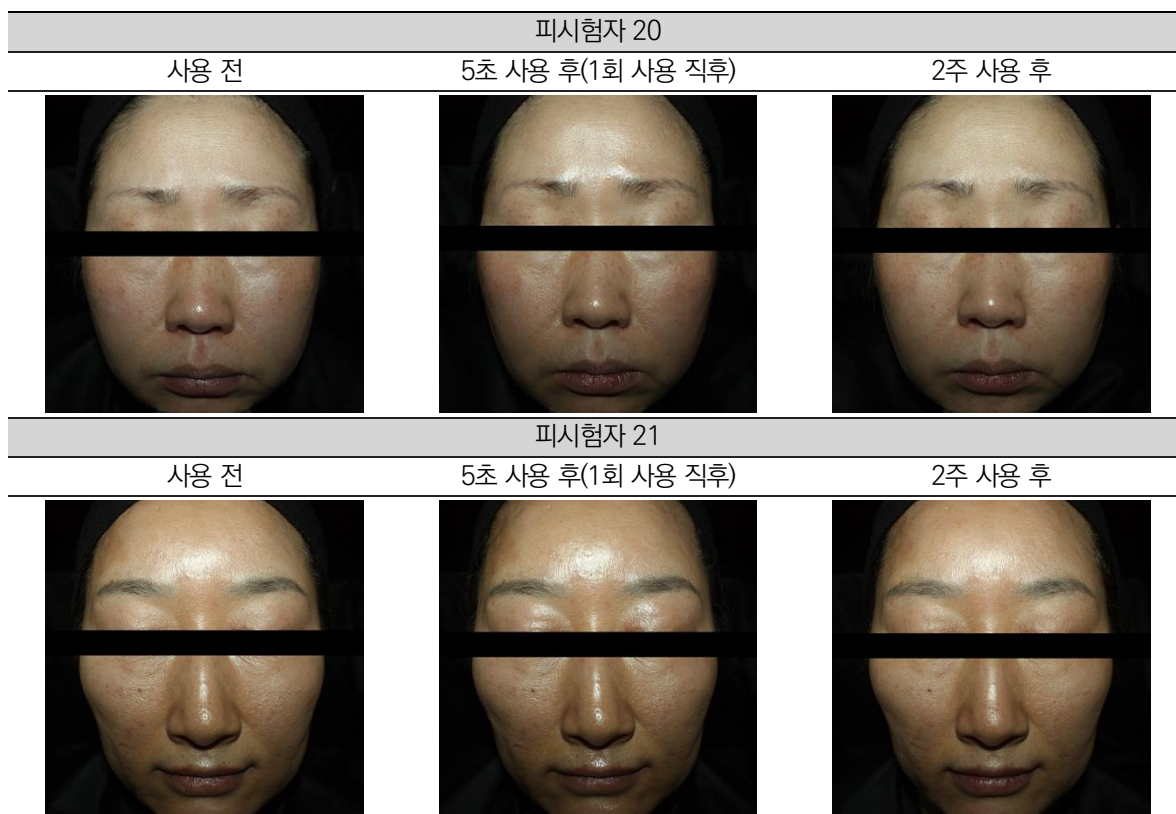 피시험자 20
사용 전 5초 사용 후(1회 사용 직후) 2주 사용 후
피시험자 21
사용 전 5초 사용 후(1회 사용 직후) 2주 사용 후